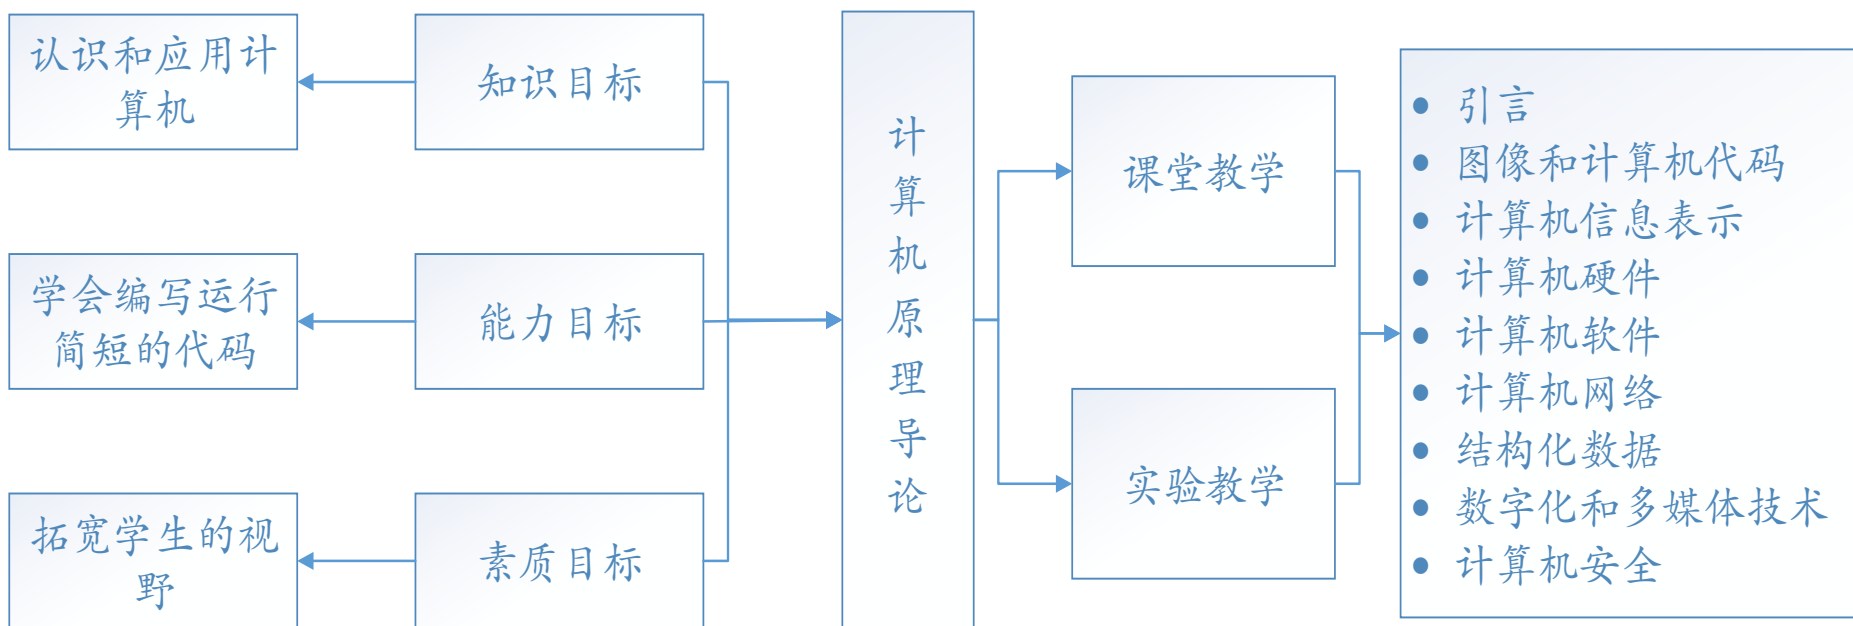 认识和应用计
算机
知识目标
学会编写运行
简短的代码
能力目标
拓宽学生的视
野
素质目标
计
算
机
原
理
导
论
课堂教学
实验教学
● 引言
● 图像和计算机代码
● 计算机信息表示
● 计算机硬件
● 计算机软件
● 计算机网络
● 结构化数据
● 数字化和多媒体技术
● 计算机安全